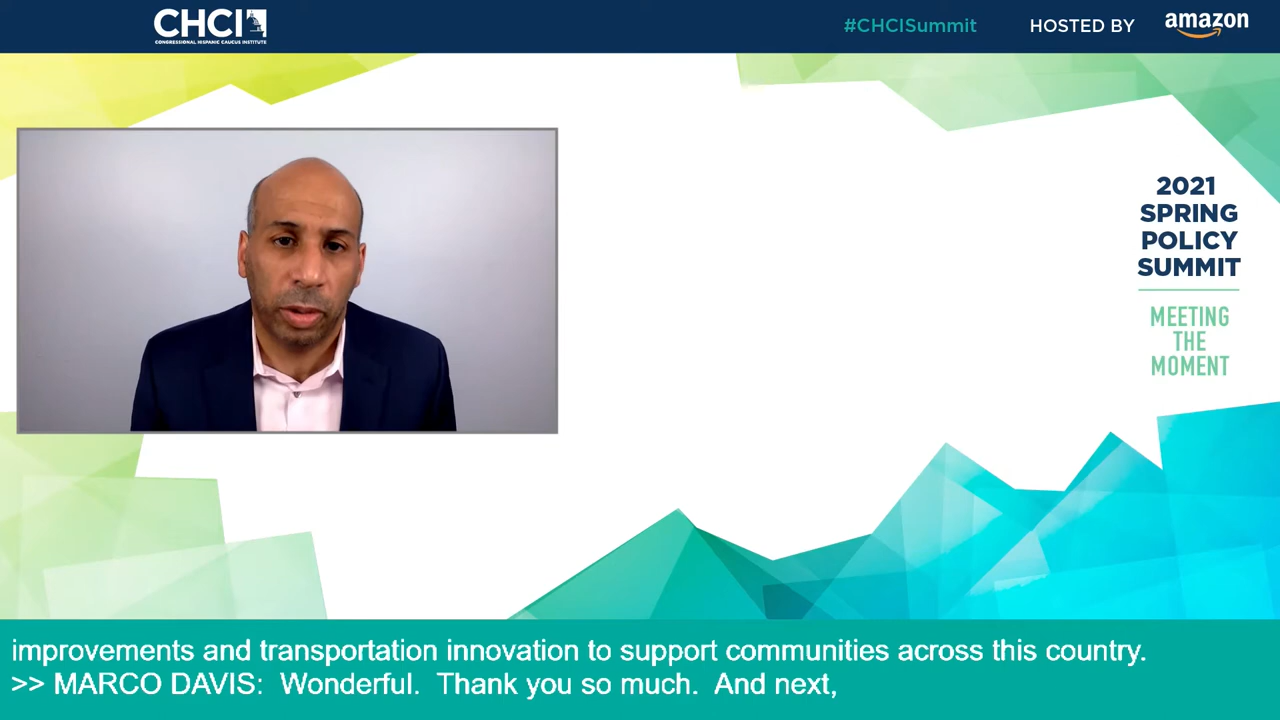 CHCI
CONGRESSIONAL HISPANIC CAUCUS INSTITUTE
#CHCISummit
HOSTED BY
amazon
2021
SPRING
POLICY
SUMMIT
MEETING
THE
MOMENT
improvements and transportation innovation to support communities across this country.
>> MARCO DAVIS:  Wonderful.  Thank you so much.  And next,